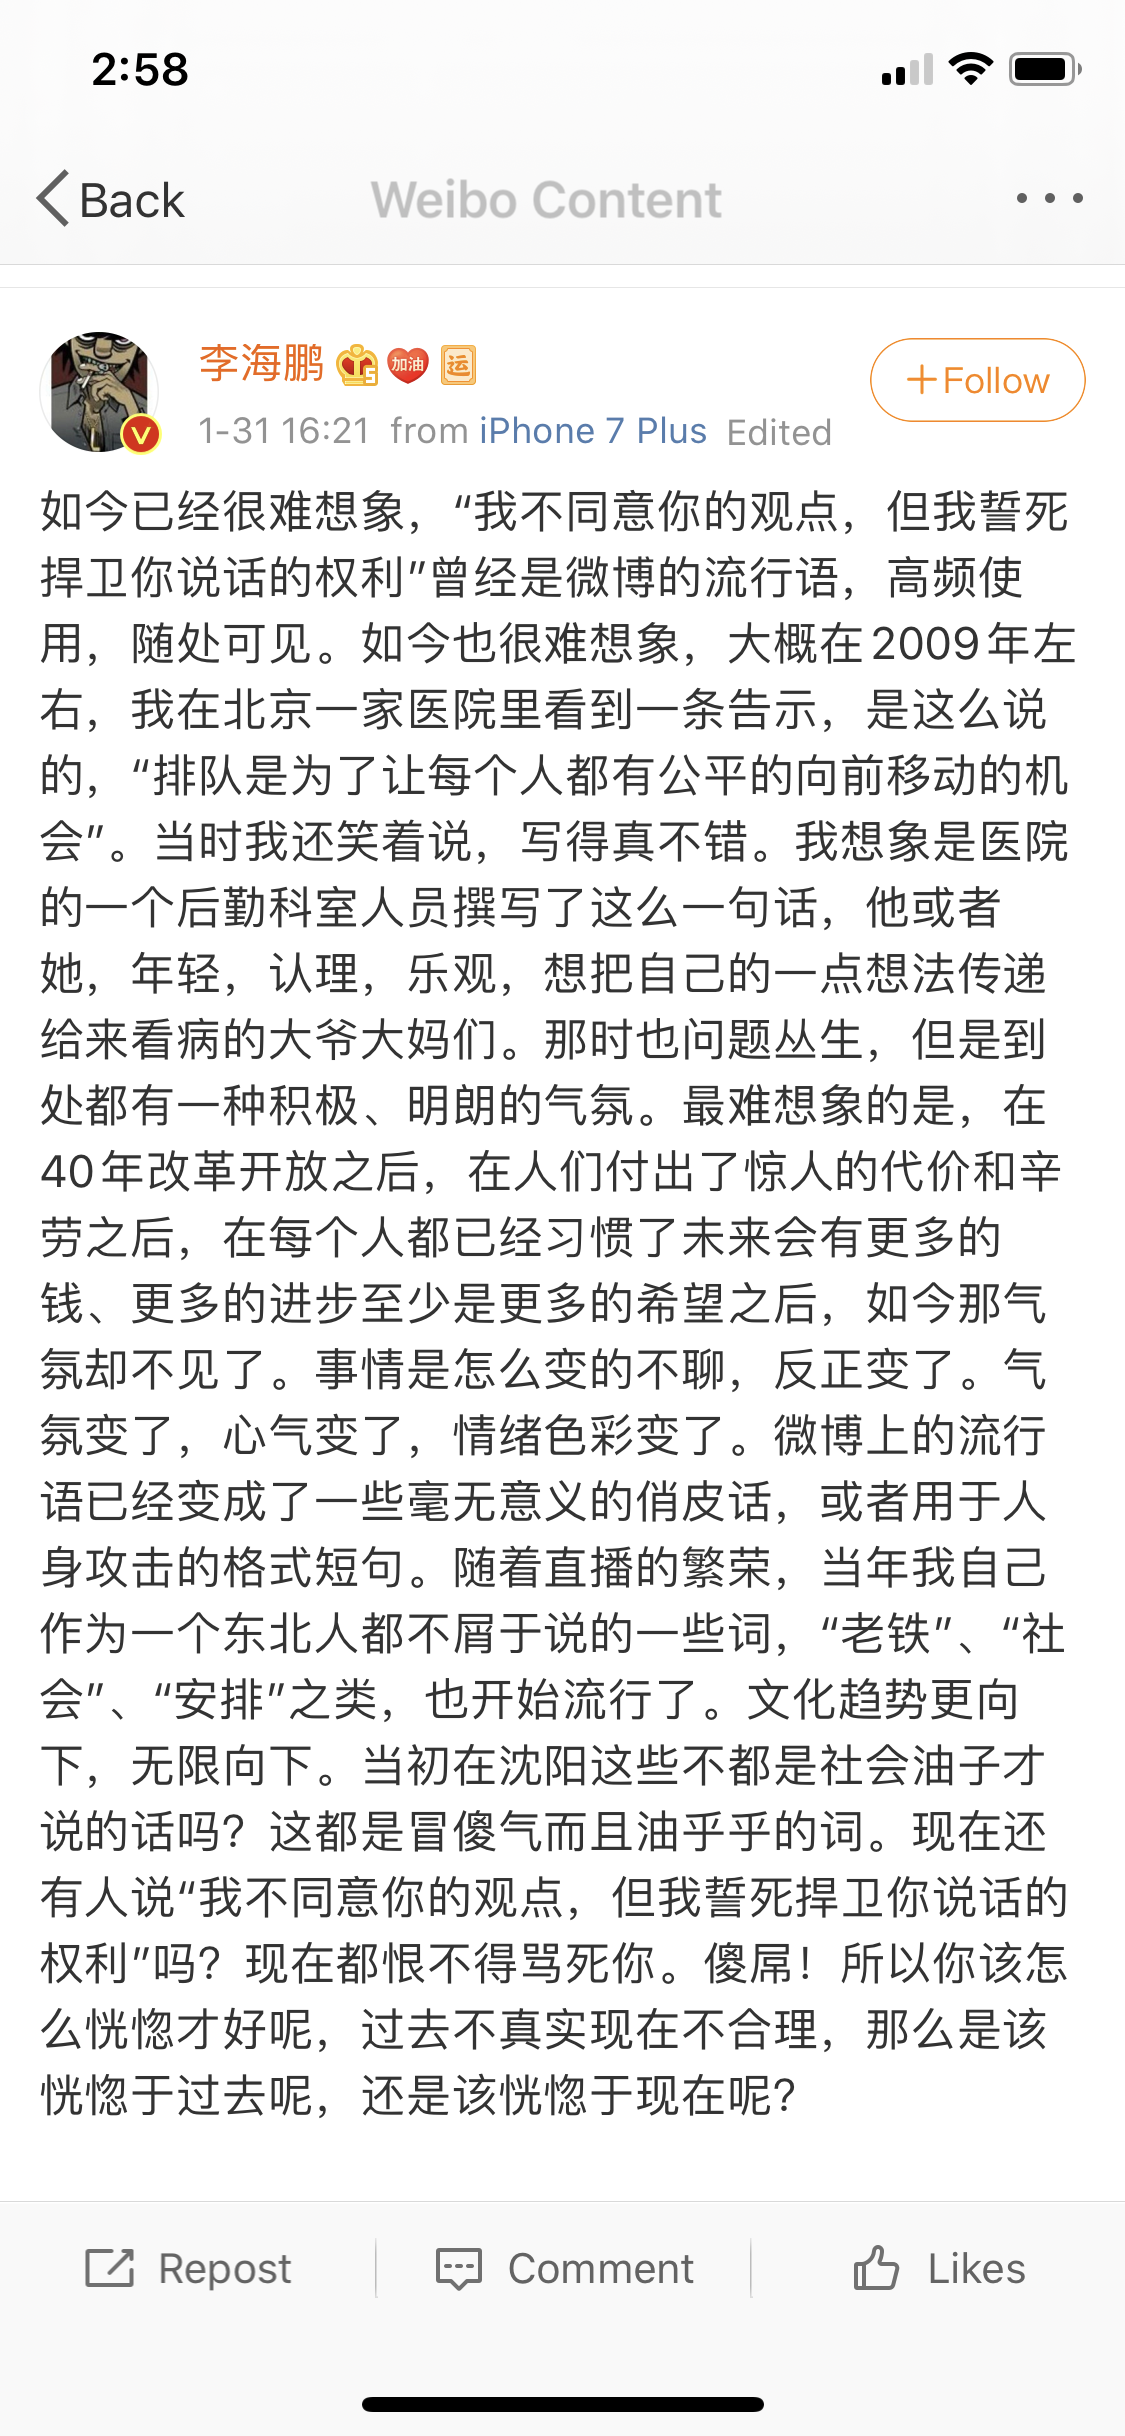 2:58
Back
Weibo Content
李海鹏 5 加油 运
+Follow
1-31 16:21 from iPhone 7 Plus Edited
如今已经很难想象，“我不同意你的观点，但我誓死
捍卫你说话的权利”曾经是微博的流行语，高频使
用，随处可见。如今也很难想象，大概在2009年左
右，我在北京一家医院里看到一条告示，是这么说
的，“排队是为了让每个人都有公平的向前移动的机
会”。当时我还笑着说，写得真不错。我想象是医院
的一个后勤科室人员撰写了这么一句话，他或者
她，年轻，认理，乐观，想把自己的一点想法传递
给来看病的大爷大妈们。那时也问题丛生，但是到
处都有一种积极、明朗的气氛。最难想象的是，在
40年改革开放之后，在人们付出了惊人的代价和辛
劳之后，在每个人都已经习惯了未来会有更多的
钱、更多的进步至少是更多的希望之后，如今那气
氛却不见了。事情是怎么变的不聊，反正变了。气
氛变了，心气变了，情绪色彩变了。微博上的流行
语已经变成了一些毫无意义的俏皮话，或者用于人
身攻击的格式短句。随着直播的繁荣，当年我自己
作为一个东北人都不屑于说的一些词，“老铁”、“社
会”、“安排”之类，也开始流行了。文化趋势更向
下，无限向下。当初在沈阳这些不都是社会油子才
说的话吗？这都是冒傻气而且油乎乎的词。现在还
有人说“我不同意你的观点，但我誓死捍卫你说话的
权利”吗？现在都恨不得骂死你。傻屌！所以你该怎
么恍惚才好呢，过去不真实现在不合理，那么是该
恍惚于过去呢，还是该恍惚于现在呢？
Repost
Comment
Likes